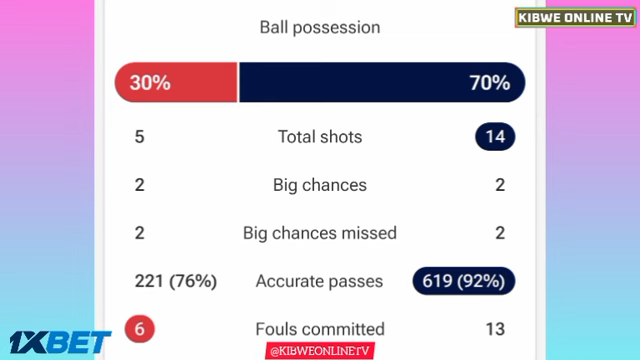 KIBWE ONLINE TV
Ball possession
30% 70%
5 Total shots 14
2 Big chances 2
2 Big chances missed 2
221 (76%) Accurate passes 619 (92%)
6 Fouls committed 13
1XBET
@KIBWEONLINETV